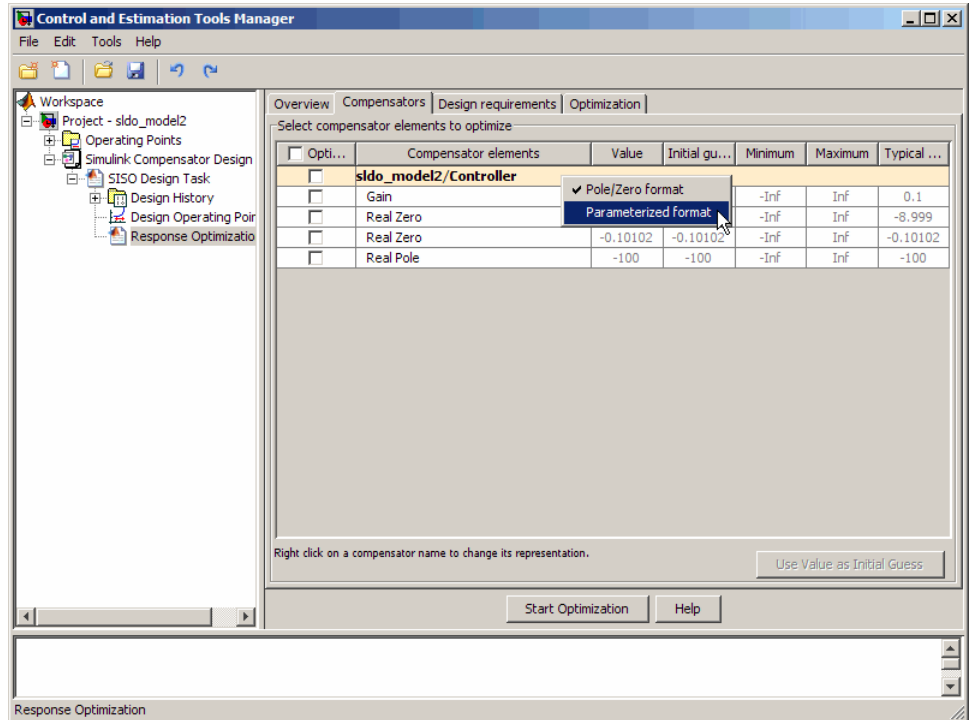 Control and Estimation Tools Manager
File Edit Tools Help
Workspace
Project - sldo_model2
Operating Points
Simulink Compensator Design
SISO Design Task
Design History
Design Operating Poir
Response Optimizatio
Overview Compensators Design requirements Optimization
Select compensator elements to optimize
Opti... Compensator elements Value Initial gu... Minimum Maximum Typical ...
sldo_model2/Controller
Pole/Zero format
Parameterized format
Gain -Inf Inf 0.1
Real Zero -Inf Inf -8.999
Real Zero -0.10102 -0.10102 -Inf Inf -0.10102
Real Pole -100 -100 -Inf Inf -100
Right click on a compensator name to change its representation.
Use Value as Initial Guess
Start Optimization Help
Response Optimization